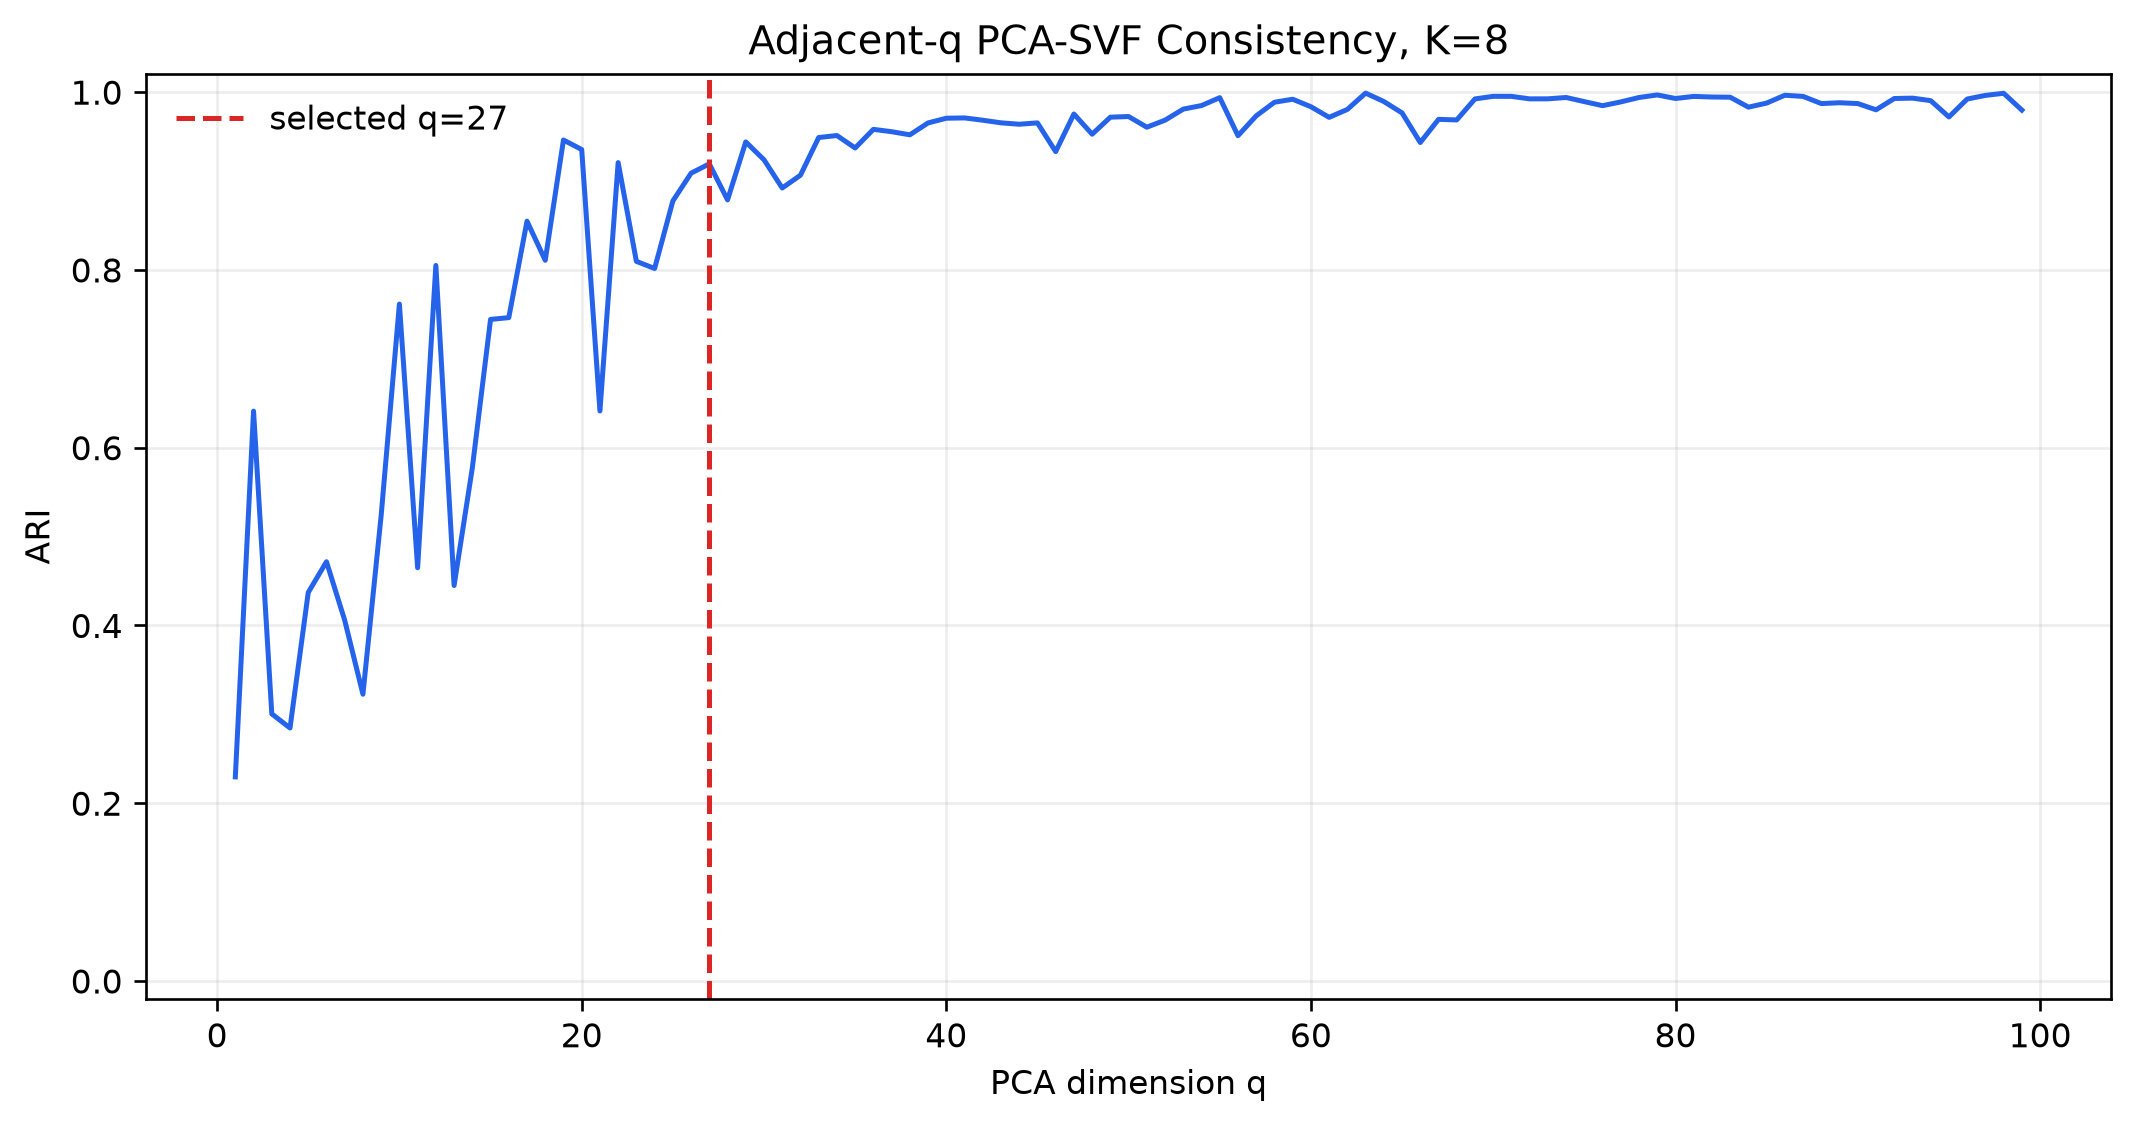 Adjacent-q PCA-SVF Consistency, K=8
selected q=27
ARI
1.0
0.8
0.6
0.4
0.2
0.0
0 20 40 60 80 100
PCA dimension q